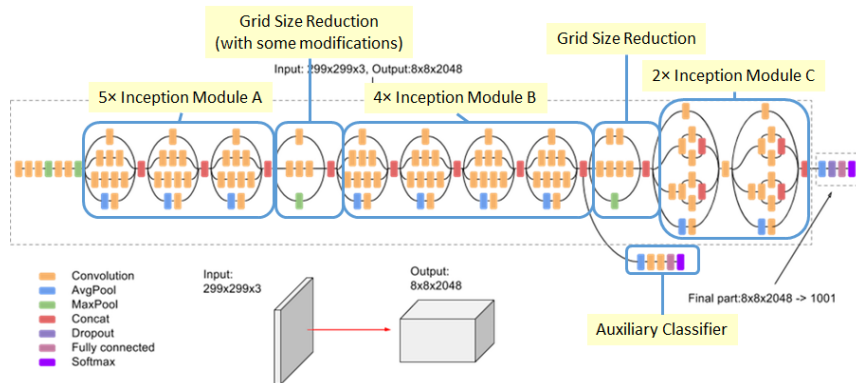 Grid Size Reduction
(with some modifications)
Grid Size Reduction
Input: 299x299x3, Output:8x8x2048
5× Inception Module A
4× Inception Module B
2× Inception Module C
Convolution
AvgPool
MaxPool
Concat
Dropout
Fully connected
Softmax
Input:
299x299x3
Output:
8x8x2048
Final part:8x8x2048 -> 1001
Auxiliary Classifier